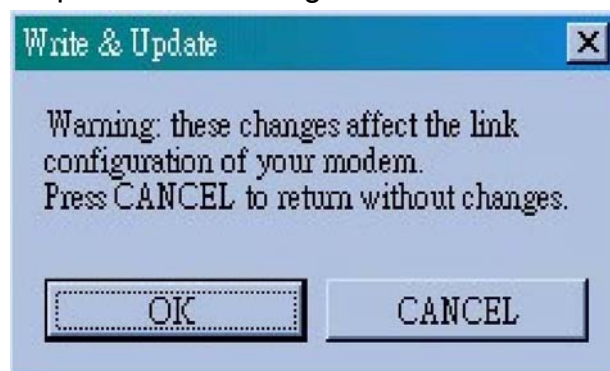 Write & Update
Warning: these changes affect the link
configuration of your modem.
Press CANCEL to return without changes.
OK
CANCEL